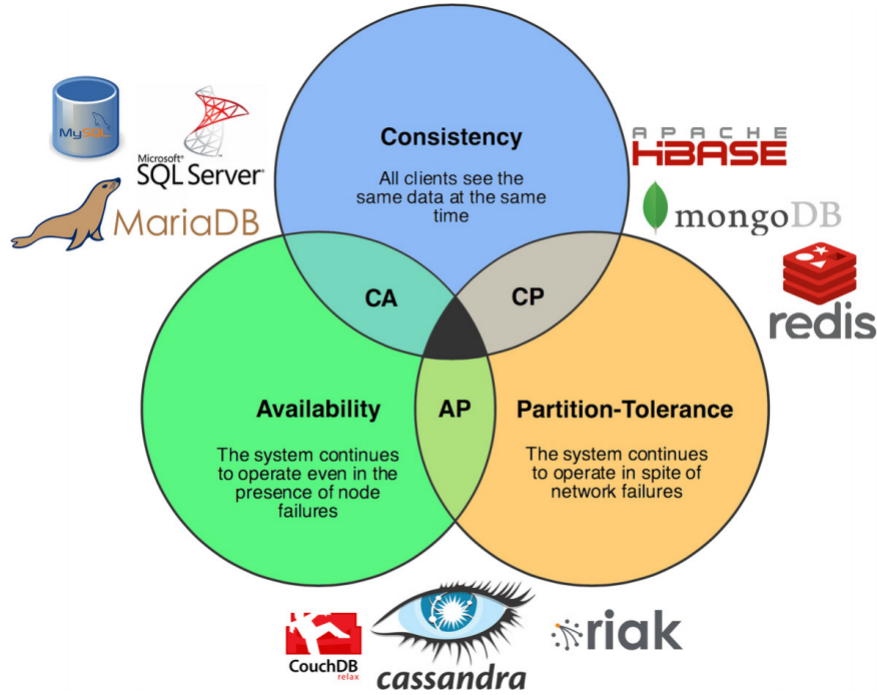 Consistency
All clients see the
same data at the same
time
MySQL
Microsoft®
SQL Server®
MariaDB
APACHE
HBASE
mongoDB
redis
CA
CP
AP
Availability
The system continues
to operate even in the
presence of node
failures
Partition-Tolerance
The system continues
to operate in spite of
network failures
CouchDB
relax
cassandra
riak